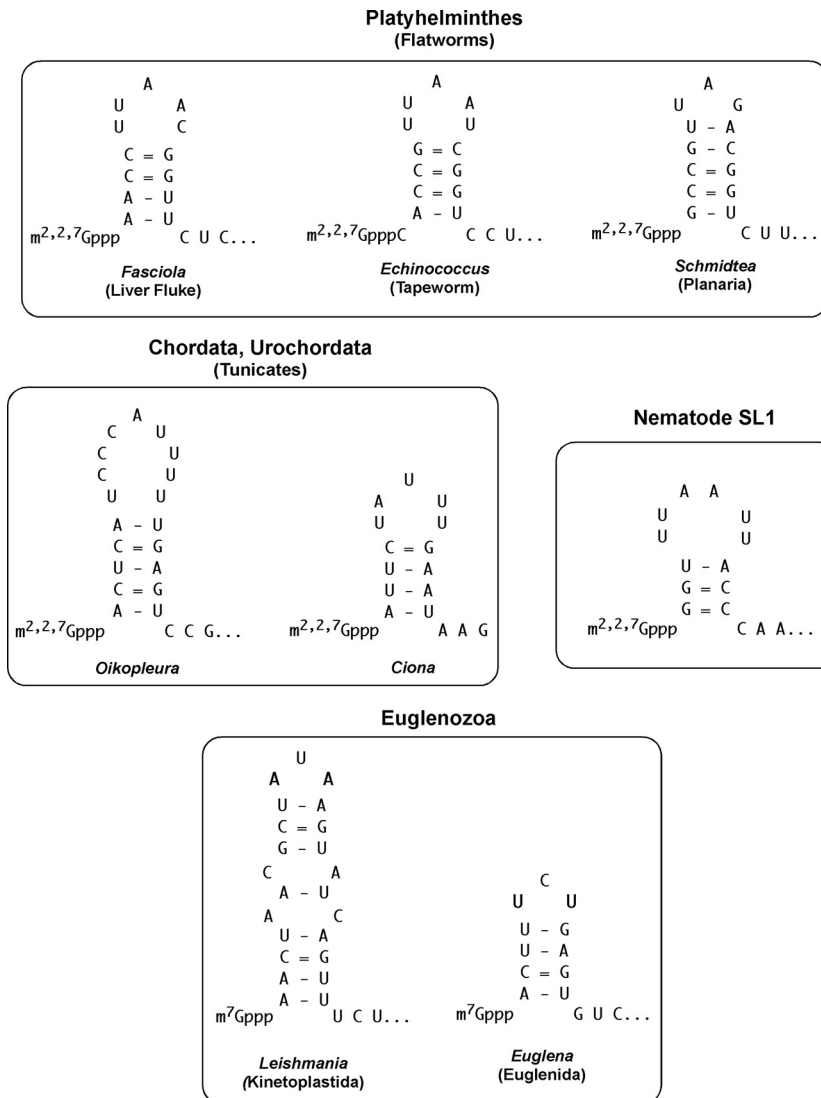 Platyhelminthes
(Flatworms)
A
U A
U C
C = G
C = G
A – U
A – U
m2,2,7Gppp C U C...
Fasciola
(Liver Fluke)
A
U A
U U
G = C
C = G
C = G
A – U
m2,2,7GpppC C C U...
Echinococcus
(Tapeworm)
A
U G
U – A
G – C
C = G
C = G
G – U
m2,2,7Gppp C U U...
Schmidtea
(Planaria)
Chordata, Urochordata
(Tunicates)
A
C U
C U
C U
U U
A – U
C = G
U – A
C = G
A – U
m2,2,7Gppp C C G...
Oikopleura
U
A U
U U
C = G
U – A
U – A
A – U
m2,2,7Gppp A A G
Ciona
Nematode SL1
A A
U U
U U
U – A
G = C
G = C
m2,2,7Gppp C A A...
Euglenozoa
U
A A
U – A
C = G
G – U
C A
A – U
A C
U – A
C = G
A – U
A – U
m7Gppp U C U...
Leishmania
(Kinetoplastida)
C
U U
U – G
U – A
C = G
A – U
m7Gppp G U C...
Euglena
(Euglenida)